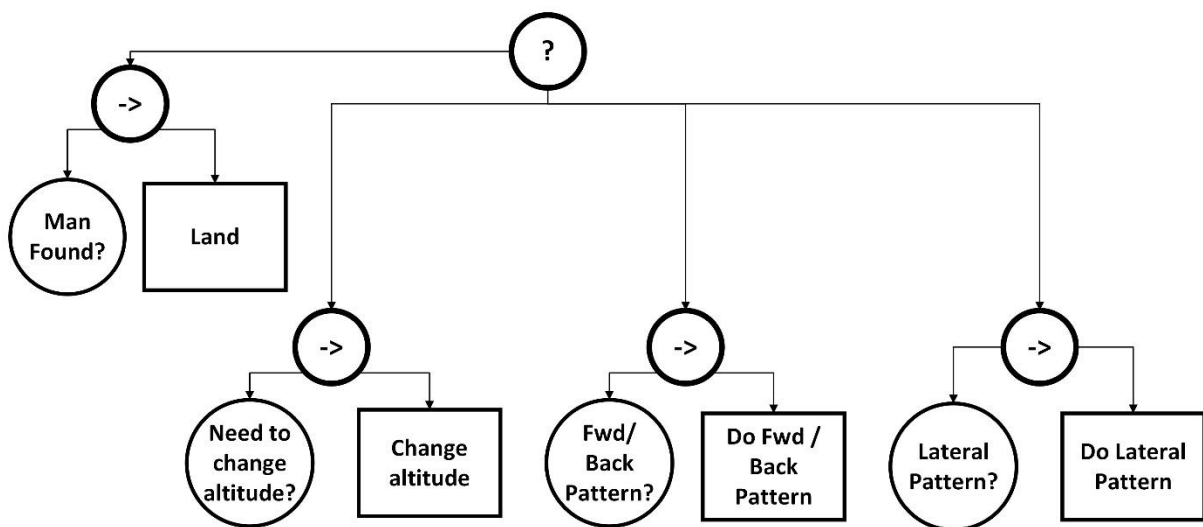 ?
->
Man
Found?
Land
->
Need to
change
altitude?
Change
altitude
->
Fwd/
Back
Pattern?
Do Fwd /
Back
Pattern
->
Lateral
Pattern?
Do Lateral
Pattern